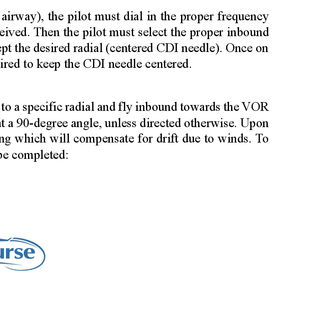 airway), the pilot must dial in the proper frequency
eived. Then the pilot must select the proper inbound
ept the desired radial (centered CDI needle). Once on
ired to keep the CDI needle centered.
to a specific radial and fly inbound towards the VOR
t a 90-degree angle, unless directed otherwise. Upon
ng which will compensate for drift due to winds. To
be completed:
urse